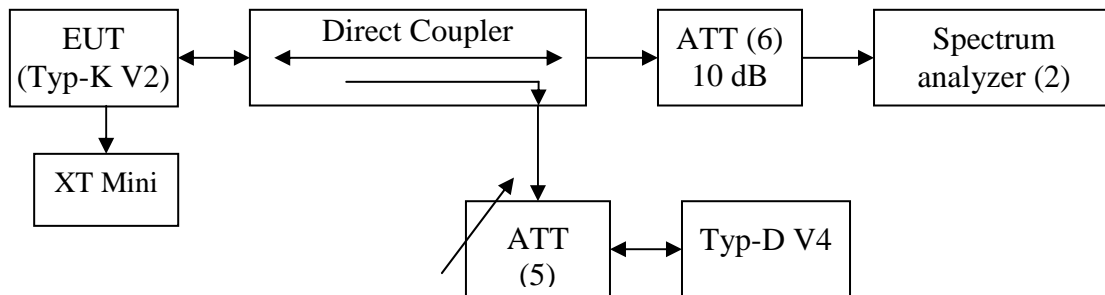 EUT
(Typ-K V2)
Direct Coupler
ATT (6)
10 dB
Spectrum
analyzer (2)
XT Mini
ATT
(5)
Typ-D V4